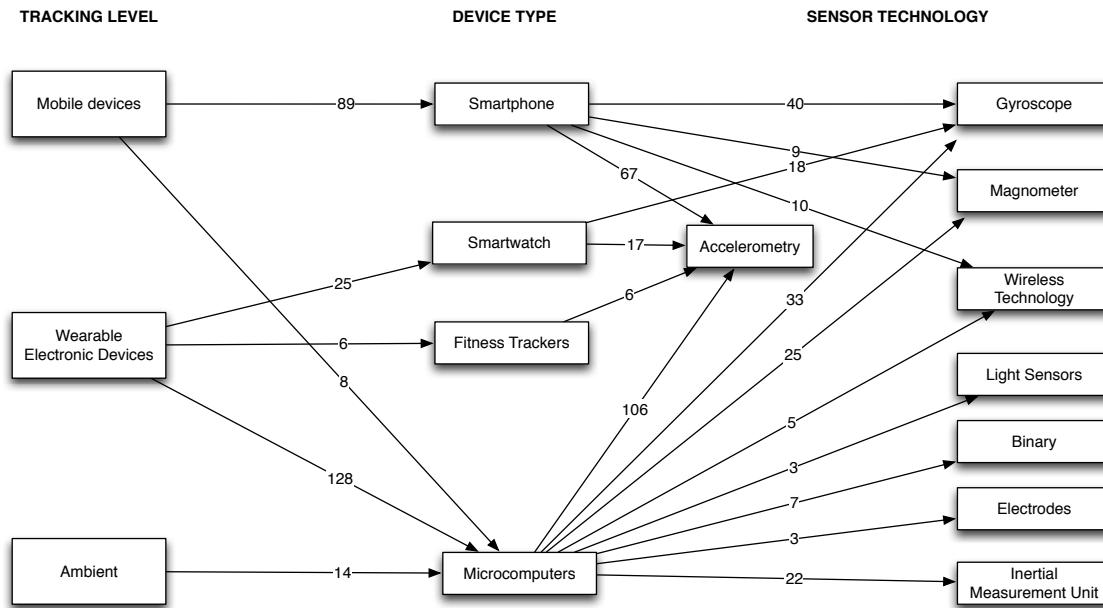 TRACKING LEVEL
DEVICE TYPE
SENSOR TECHNOLOGY
Mobile devices
89
Smartphone
40
Gyroscope
9
18
67
Magnometer
10
Smartwatch
17
Accelerometry
25
6
33
Wireless
Technology
Wearable
Electronic Devices
6
Fitness Trackers
25
8
Light Sensors
106
5
Binary
3
128
7
Electrodes
3
Ambient
14
Microcomputers
22
Inertial
Measurement Unit